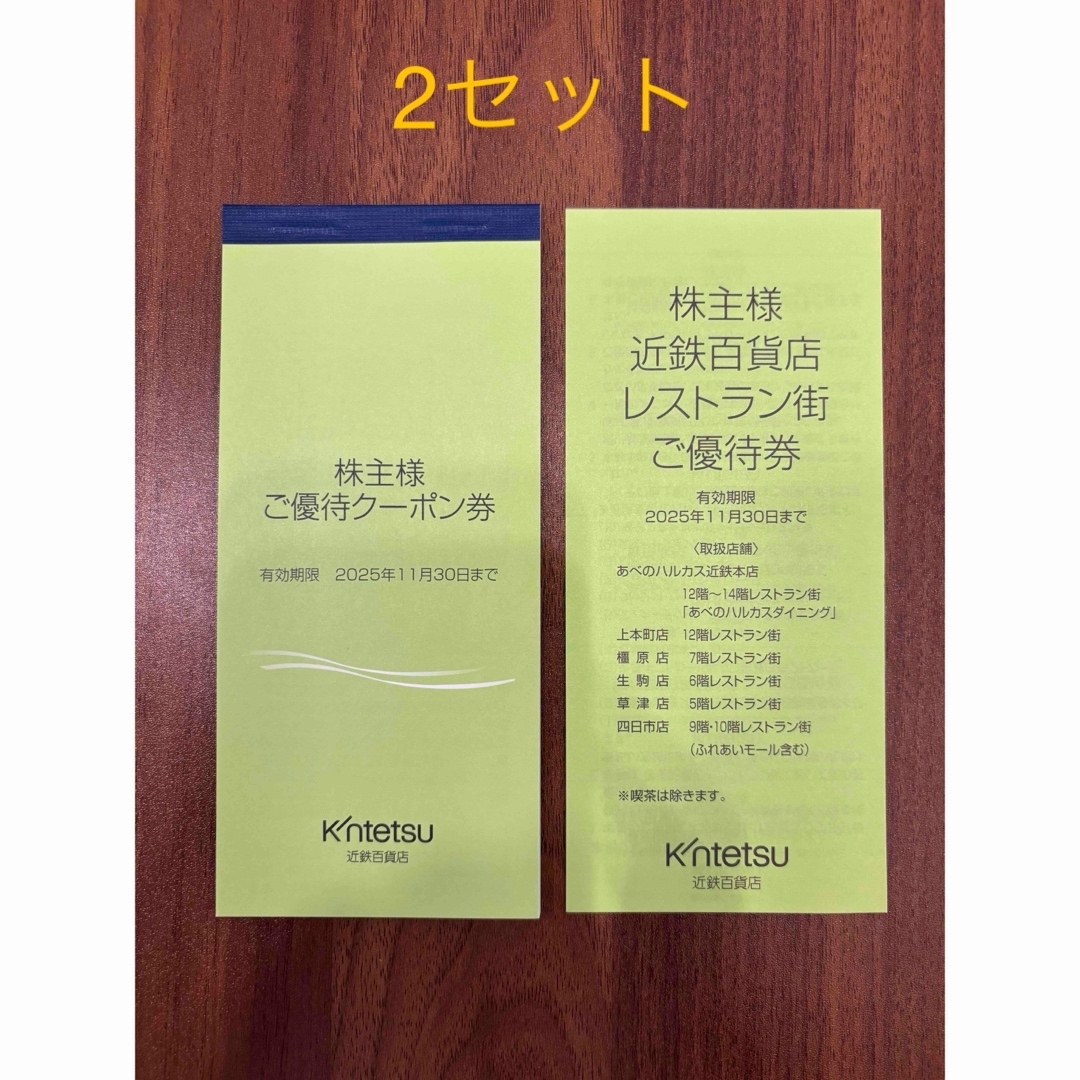 2セット
株主様
ご優待クーポン券
有効期限 2025年11月30日まで
Kintetsu
近鉄百貨店
株主様
近鉄百貨店
レストラン街
ご優待券
有効期限
2025年11月30日まで
〈取扱店舗〉
あべのハルカス近鉄本店
12階〜14階レストラン街
「あべのハルカスダイニング」
上本町店 12階レストラン街
橿原店 7階レストラン街
生駒店 6階レストラン街
草津店 5階レストラン街
四日市店 9階・10階レストラン街
(ふれあいモール含む)
※喫茶は除きます。
Kintetsu
近鉄百貨店